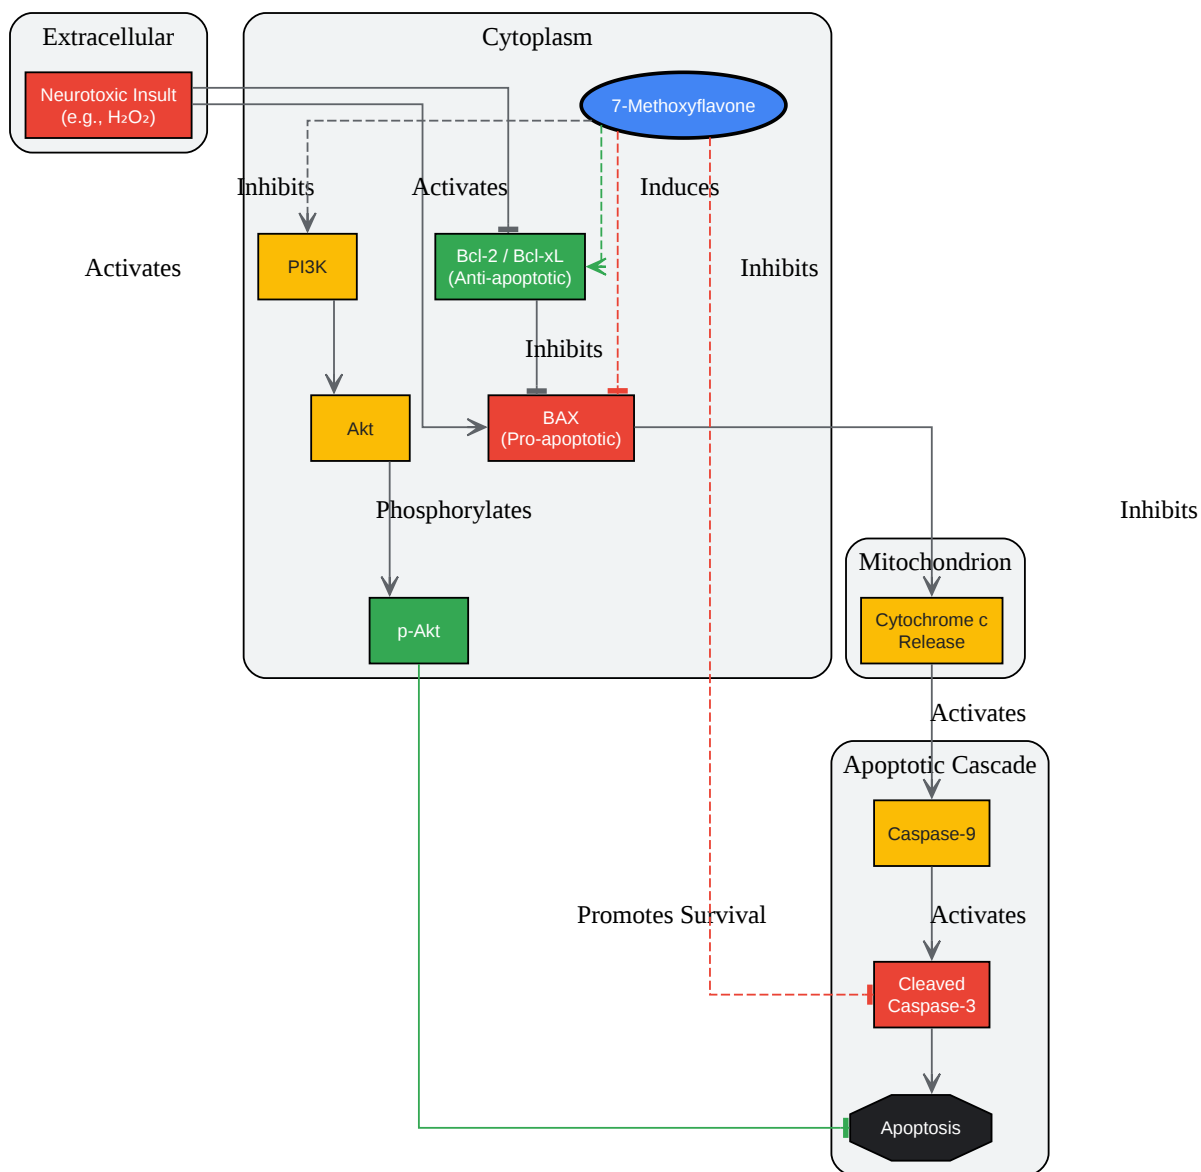 Extracellular
Cytoplasm
Neurotoxic Insult
(e.g., H₂O₂)
7-Methoxyflavone
Inhibits
Activates
Induces
Activates
PI3K
Bcl-2 / Bcl-xL
(Anti-apoptotic)
Inhibits
Inhibits
Akt
BAX
(Pro-apoptotic)
Phosphorylates
Inhibits
Mitochondrion
p-Akt
Cytochrome c
Release
Activates
Apoptotic Cascade
Caspase-9
Promotes Survival
Activates
Cleaved
Caspase-3
Apoptosis